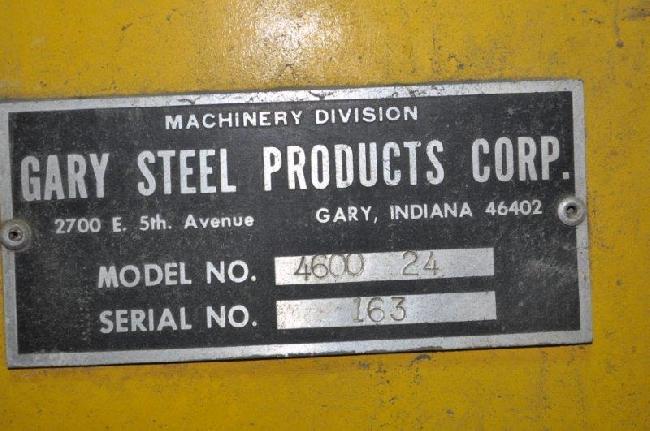 MACHINERY DIVISION
GARY STEEL PRODUCTS CORP.
2700 E. 5th. Avenue GARY, INDIANA 46402
MODEL NO. 4600 24
SERIAL NO. 163